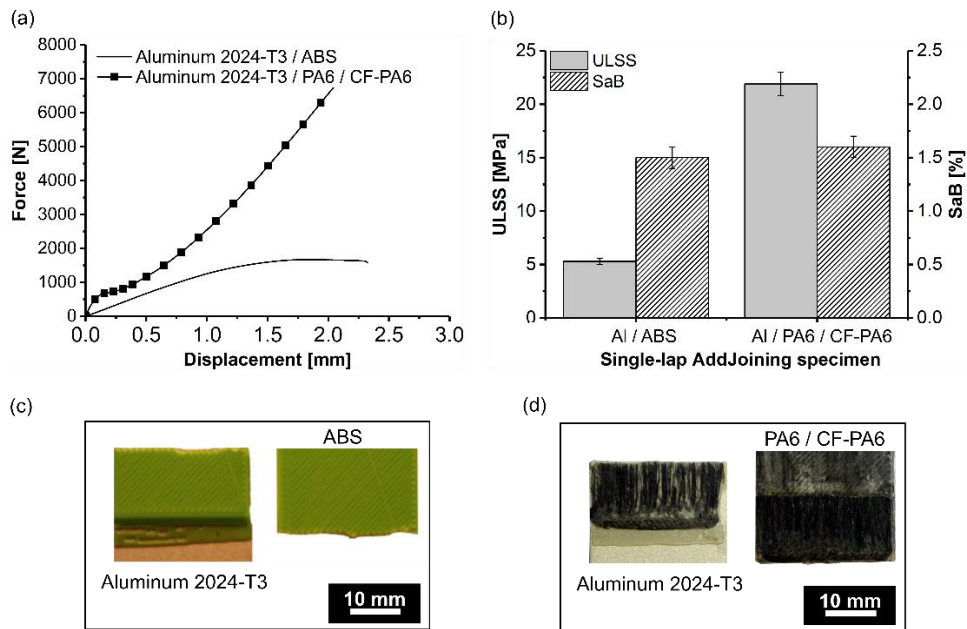 (a)
8000
7000
6000
5000
4000
3000
2000
1000
0
Force [N]
Aluminum 2024-T3 / ABS
Aluminum 2024-T3 / PA6 / CF-PA6
0.0 0.5 1.0 1.5 2.0 2.5 3.0
Displacement [mm]
(b)
25
20
15
10
5
0
ULSS [MPa]
ULSS
SaB
2.5
2.0
1.5
1.0
0.5
0.0
SaB [%]
Al / ABS Al / PA6 / CF-PA6
Single-lap AddJoining specimen
(c)
ABS
Aluminum 2024-T3
10 mm
(d)
PA6 / CF-PA6
Aluminum 2024-T3
10 mm